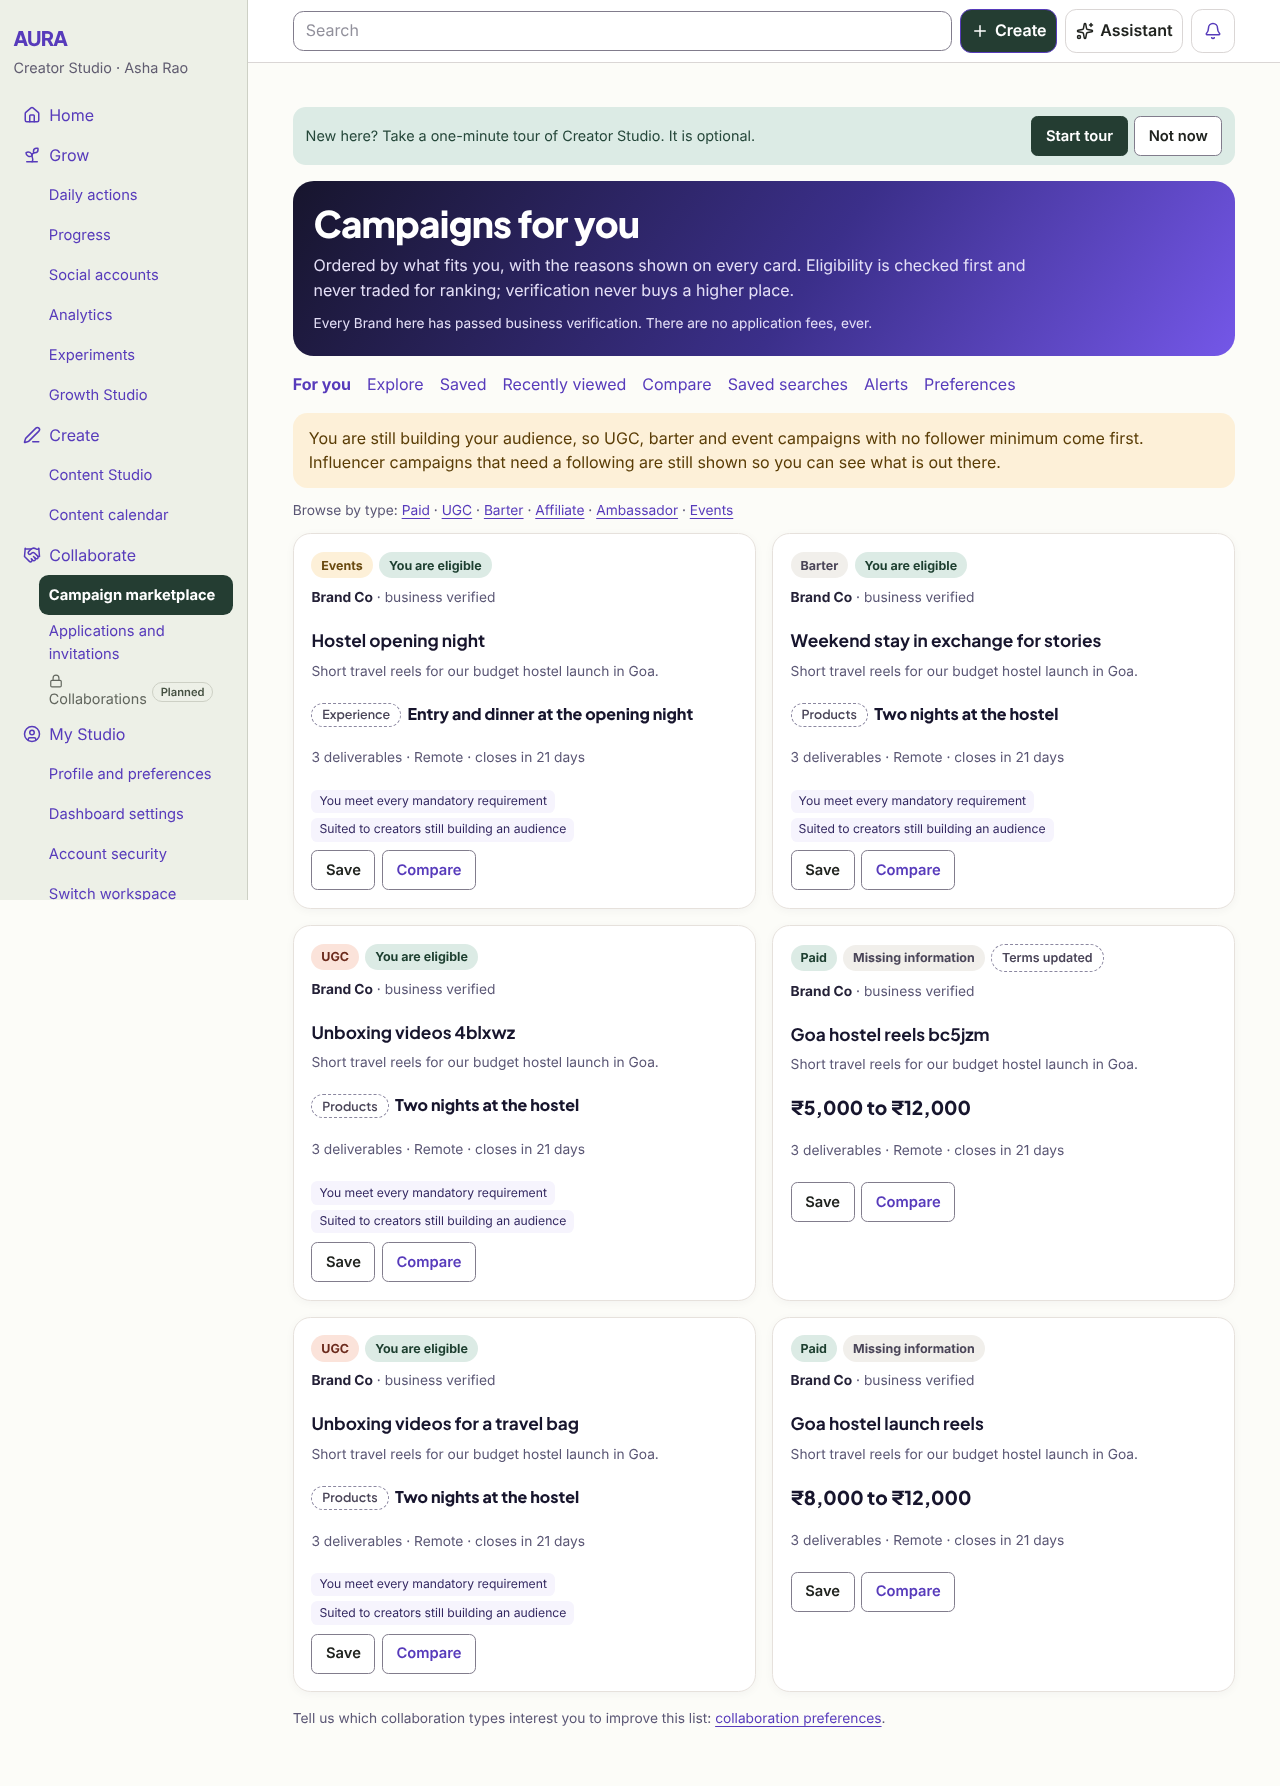 AURA
Creator Studio · Asha Rao
Home
Grow
Daily actions
Progress
Social accounts
Analytics
Experiments
Growth Studio
Create
Content Studio
Content calendar
Collaborate
Campaign marketplace
Applications and
invitations
Collaborations Planned
My Studio
Profile and preferences
Dashboard settings
Account security
Switch workspace
Search
Create
Assistant
New here? Take a one-minute tour of Creator Studio. It is optional.
Start tour
Not now
Campaigns for you
Ordered by what fits you, with the reasons shown on every card. Eligibility is checked first and
never traded for ranking; verification never buys a higher place.
Every Brand here has passed business verification. There are no application fees, ever.
For you Explore Saved Recently viewed Compare Saved searches Alerts Preferences
You are still building your audience, so UGC, barter and event campaigns with no follower minimum come first.
Influencer campaigns that need a following are still shown so you can see what is out there.
Browse by type: Paid · UGC · Barter · Affiliate · Ambassador · Events
Events You are eligible
Brand Co · business verified
Hostel opening night
Short travel reels for our budget hostel launch in Goa.
Experience Entry and dinner at the opening night
3 deliverables · Remote · closes in 21 days
You meet every mandatory requirement
Suited to creators still building an audience
Save Compare
Barter You are eligible
Brand Co · business verified
Weekend stay in exchange for stories
Short travel reels for our budget hostel launch in Goa.
Products Two nights at the hostel
3 deliverables · Remote · closes in 21 days
You meet every mandatory requirement
Suited to creators still building an audience
Save Compare
UGC You are eligible
Brand Co · business verified
Unboxing videos 4blxwz
Short travel reels for our budget hostel launch in Goa.
Products Two nights at the hostel
3 deliverables · Remote · closes in 21 days
You meet every mandatory requirement
Suited to creators still building an audience
Save Compare
Paid Missing information Terms updated
Brand Co · business verified
Goa hostel reels bc5jzm
Short travel reels for our budget hostel launch in Goa.
₹5,000 to ₹12,000
3 deliverables · Remote · closes in 21 days
Save Compare
UGC You are eligible
Brand Co · business verified
Unboxing videos for a travel bag
Short travel reels for our budget hostel launch in Goa.
Products Two nights at the hostel
3 deliverables · Remote · closes in 21 days
You meet every mandatory requirement
Suited to creators still building an audience
Save Compare
Paid Missing information
Brand Co · business verified
Goa hostel launch reels
Short travel reels for our budget hostel launch in Goa.
₹8,000 to ₹12,000
3 deliverables · Remote · closes in 21 days
Save Compare
Tell us which collaboration types interest you to improve this list: collaboration preferences.